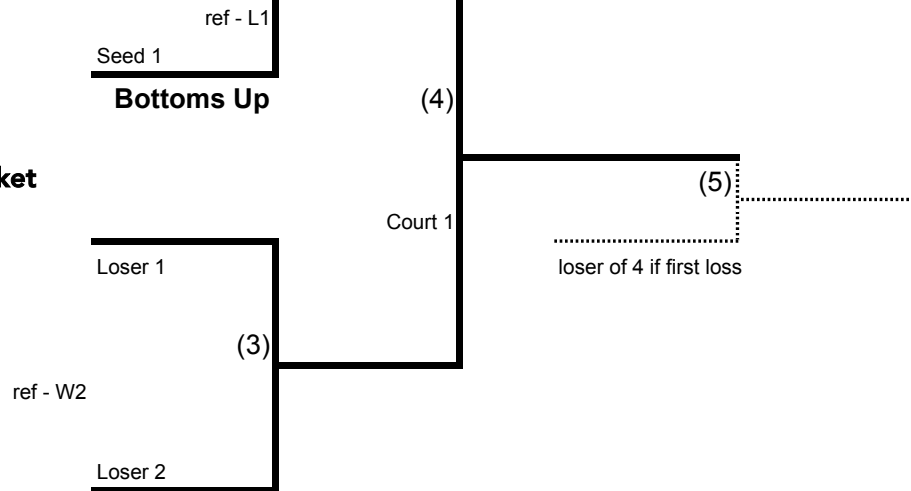 ref - L1
Seed 1
Bottoms Up
(4)
ket
(5)
Court 1
Loser 1
loser of 4 if first loss
(3)
ref - W2
Loser 2